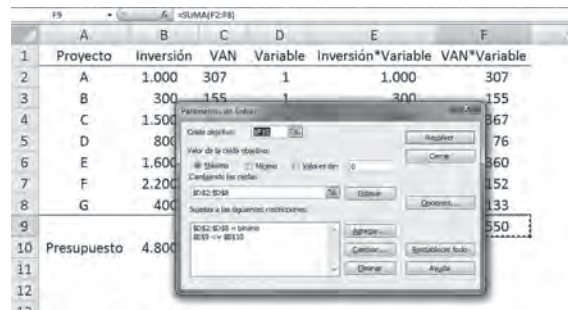 F9 fx =SUMA(F2:F8)
A B C D E F
1 Proyecto Inversión VAN Variable Inversión*Variable VAN*Variable
2 A 1.000 307 1 1.000 307
3 B 300 155 1 300 155
4 C 1.500 367
5 D 800 76
6 E 1.600 360
7 F 2.200 152
8 G 400 133
9 550
10 Presupuesto 4.800
11
12
Parámetros de Solver
Celda objetivo:
Resolver
Valor de la celda objetivo:
Cerrar
Máximo Mínimo Valores de: 0
Cambiando las celdas
$D$2:$D$8
Estimar
Opciones...
Sujetas a las siguientes restricciones:
$D$2:$D$8 = binario
Agregar...
Cambiar...
Restablecer todo
Eliminar
Ayuda